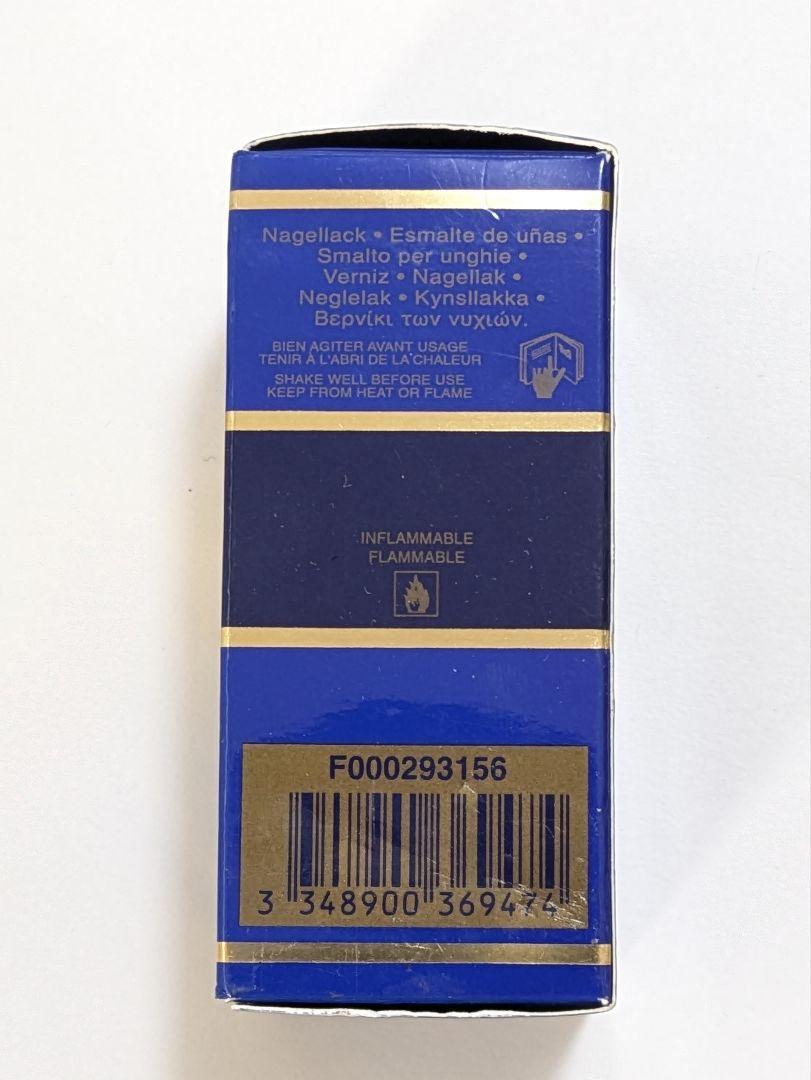 Nagellack • Esmalte de uñas •
Smalto per unghie •
Verniz • Nagellak •
Neglelak • Kynsilakka •
Βερνίκι των νυχιών.
BIEN AGITER AVANT USAGE
TENIR À L'ABRI DE LA CHALEUR
SHAKE WELL BEFORE USE
KEEP FROM HEAT OR FLAME
INFLAMMABLE
FLAMMABLE
F000293156
3 348900 369474